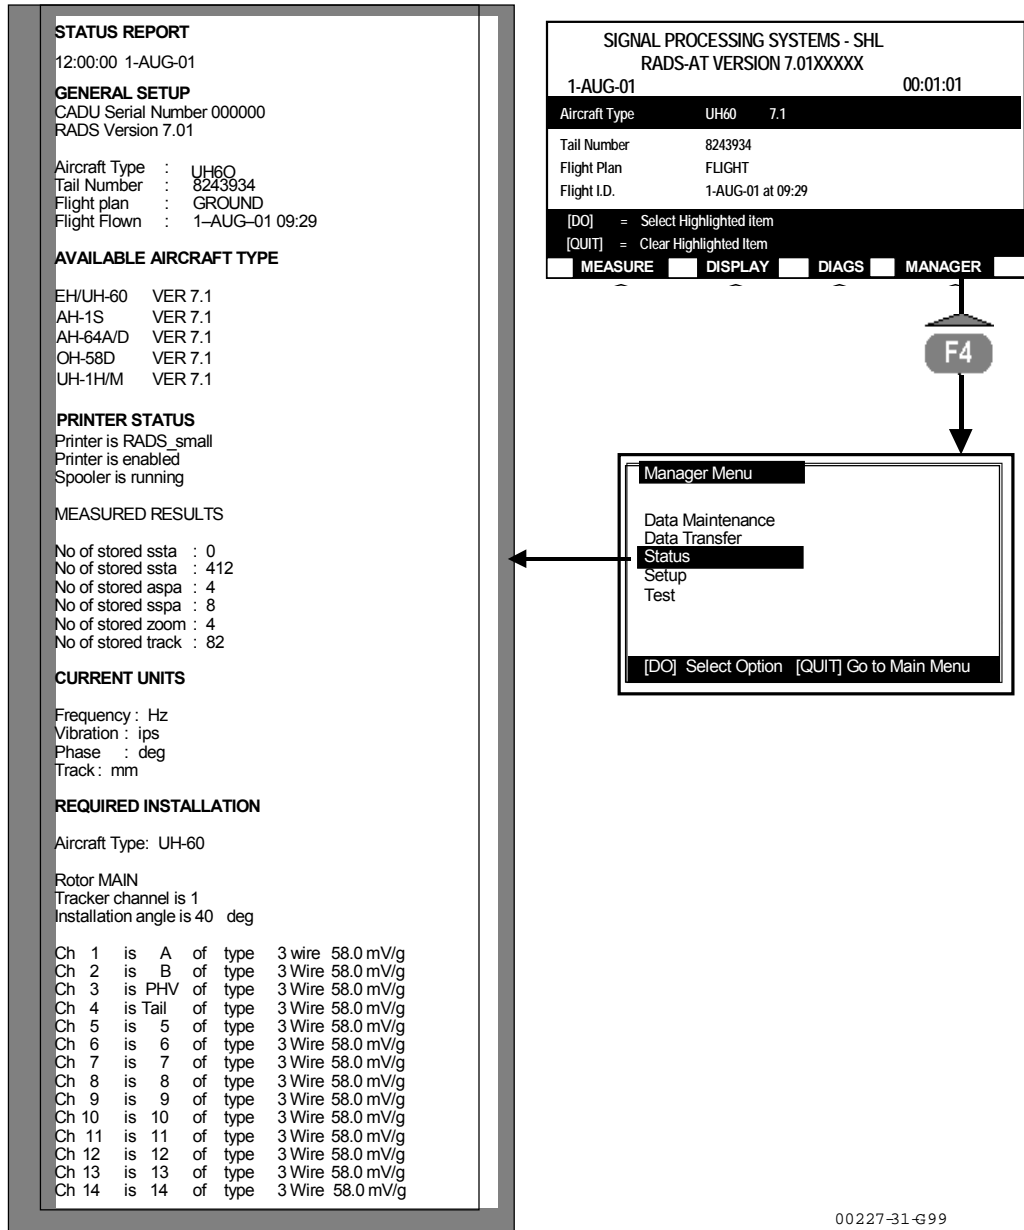 STATUS REPORT
12:00:00 1-AUG-01
GENERAL SETUP
CADU Serial Number 000000
RADS Version 7.01
Aircraft Type : UH6O
Tail Number : 8243934
Flight plan : GROUND
Flight Flown : 1–AUG–01 09:29
AVAILABLE AIRCRAFT TYPE
EH/UH-60 VER 7.1
AH-1S VER 7.1
AH-64A/D VER 7.1
OH-58D VER 7.1
UH-1H/M VER 7.1
PRINTER STATUS
Printer is RADS_small
Printer is enabled
Spooler is running
MEASURED RESULTS
No of stored ssta : 0
No of stored ssta : 412
No of stored aspa : 4
No of stored sspa : 8
No of stored zoom : 4
No of stored track : 82
CURRENT UNITS
Frequency : Hz
Vibration : ips
Phase : deg
Track : mm
REQUIRED INSTALLATION
Aircraft Type: UH-60
Rotor MAIN
Tracker channel is 1
Installation angle is 40 deg
Ch 1 is A of type 3 wire 58.0 mV/g
Ch 2 is B of type 3 Wire 58.0 mV/g
Ch 3 is PHV of type 3 Wire 58.0 mV/g
Ch 4 is Tail of type 3 Wire 58.0 mV/g
Ch 5 is 5 of type 3 Wire 58.0 mV/g
Ch 6 is 6 of type 3 Wire 58.0 mV/g
Ch 7 is 7 of type 3 Wire 58.0 mV/g
Ch 8 is 8 of type 3 Wire 58.0 mV/g
Ch 9 is 9 of type 3 Wire 58.0 mV/g
Ch 10 is 10 of type 3 Wire 58.0 mV/g
Ch 11 is 11 of type 3 Wire 58.0 mV/g
Ch 12 is 12 of type 3 Wire 58.0 mV/g
Ch 13 is 13 of type 3 Wire 58.0 mV/g
Ch 14 is 14 of type 3 Wire 58.0 mV/g
SIGNAL PROCESSING SYSTEMS - SHL
RADS-AT VERSION 7.01XXXXX
1-AUG-01 00:01:01
Aircraft Type UH60 7.1
Tail Number 8243934
Flight Plan FLIGHT
Flight I.D. 1-AUG-01 at 09:29
[DO] = Select Highlighted item
[QUIT] = Clear Highlighted Item
MEASURE DISPLAY DIAGS MANAGER
F4
Manager Menu
Data Maintenance
Data Transfer
Status
Setup
Test
[DO] Select Option [QUIT] Go to Main Menu
00227-31-G99